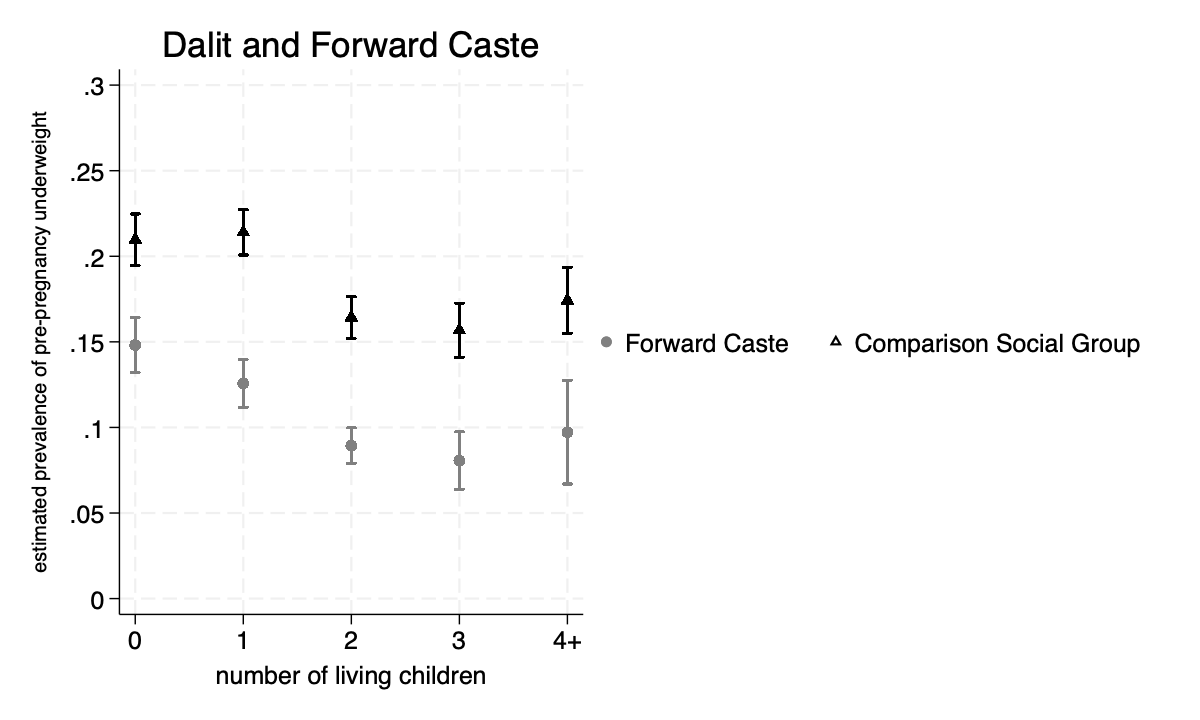 Dalit and Forward Caste
estimated prevalence of pre-pregnancy underweight
.3
.25
.2
.15
.1
.05
0
0 1 2 3 4+
number of living children
Forward Caste Comparison Social Group